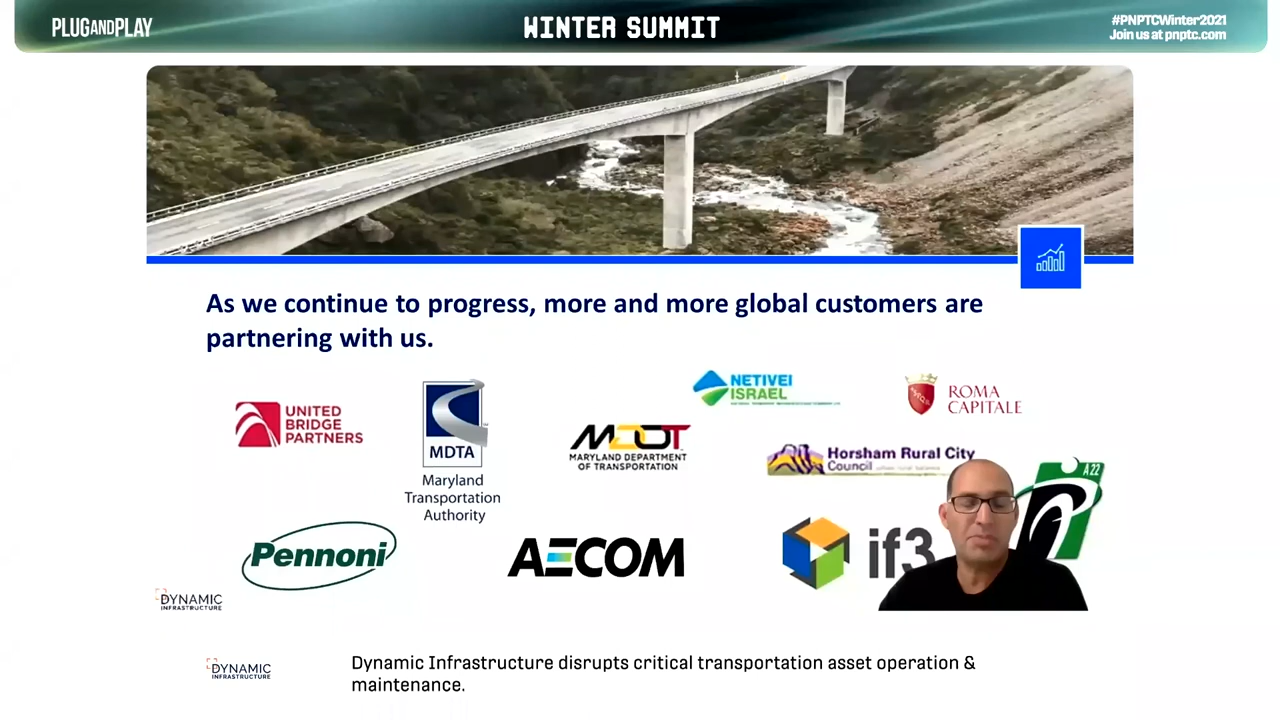 PLUGANDPLAY
WINTER SUMMIT
#PNPTCWinter2021
Join us at pnptc.com
As we continue to progress, more and more global customers are
partnering with us.
UNITED
BRIDGE
PARTNERS
MDTA
Maryland
Transportation
Authority
MDOT
MARYLAND DEPARTMENT
OF TRANSPORTATION
NETIVEI
ISRAEL
ROMA
CAPITALE
Horsham Rural City
Council
A22
Pennoni
AECOM
if3
DYNAMIC
INFRASTRUCTURE
DYNAMIC
INFRASTRUCTURE
Dynamic Infrastructure disrupts critical transportation asset operation &
maintenance.